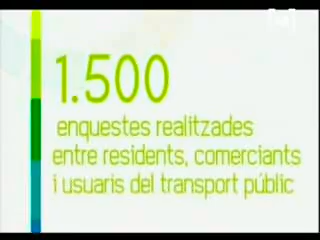 1.500
enquestes realitzades
entre residents, comerciants
i usuaris del transport públic